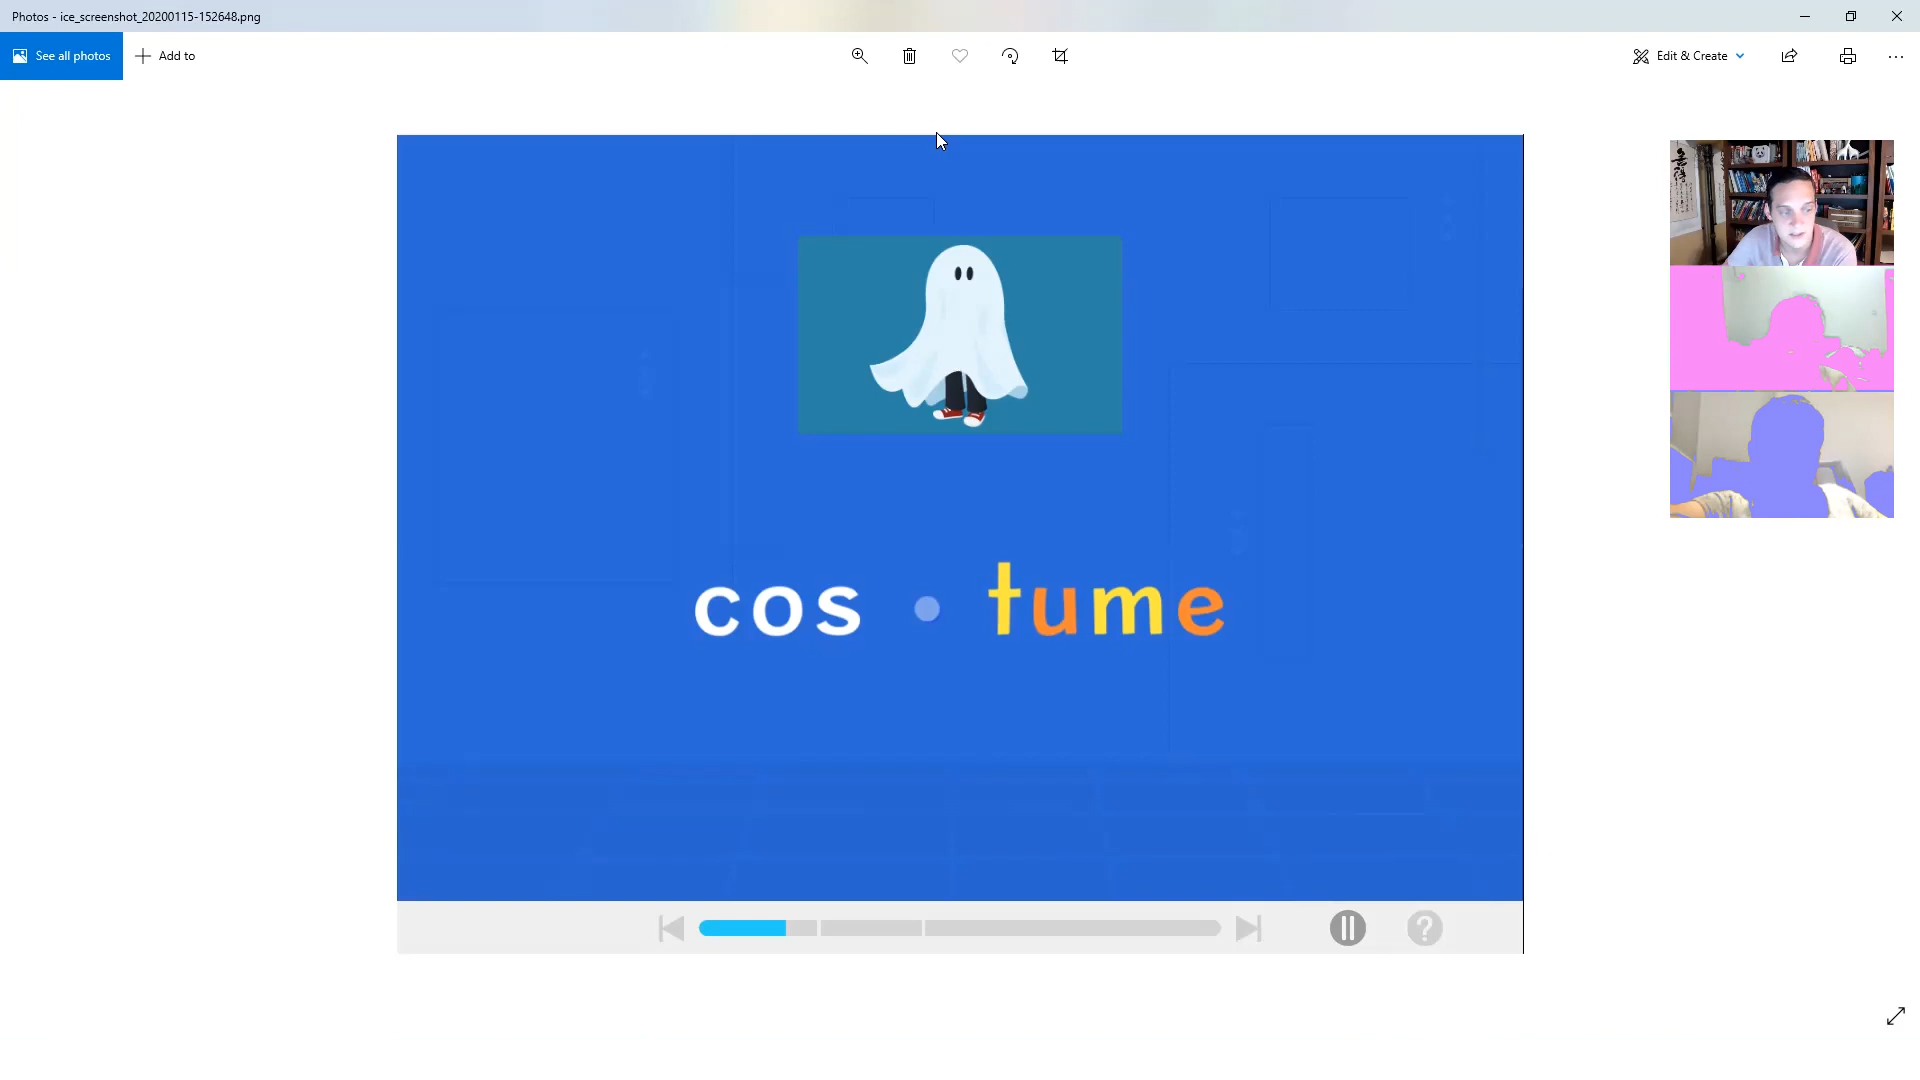 Photos - ice_screenshot_20200115-152648.png
See all photos
Add to
Edit & Create
cos • tume
?